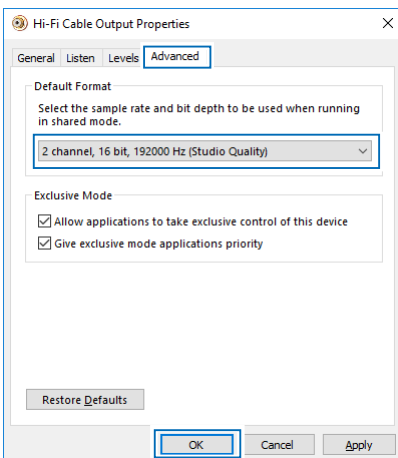 Hi-Fi Cable Output Properties
General Listen Levels Advanced
Default Format
Select the sample rate and bit depth to be used when running
in shared mode.
2 channel, 16 bit, 192000 Hz (Studio Quality)
Exclusive Mode
Allow applications to take exclusive control of this device
Give exclusive mode applications priority
Restore Defaults
OK Cancel Apply